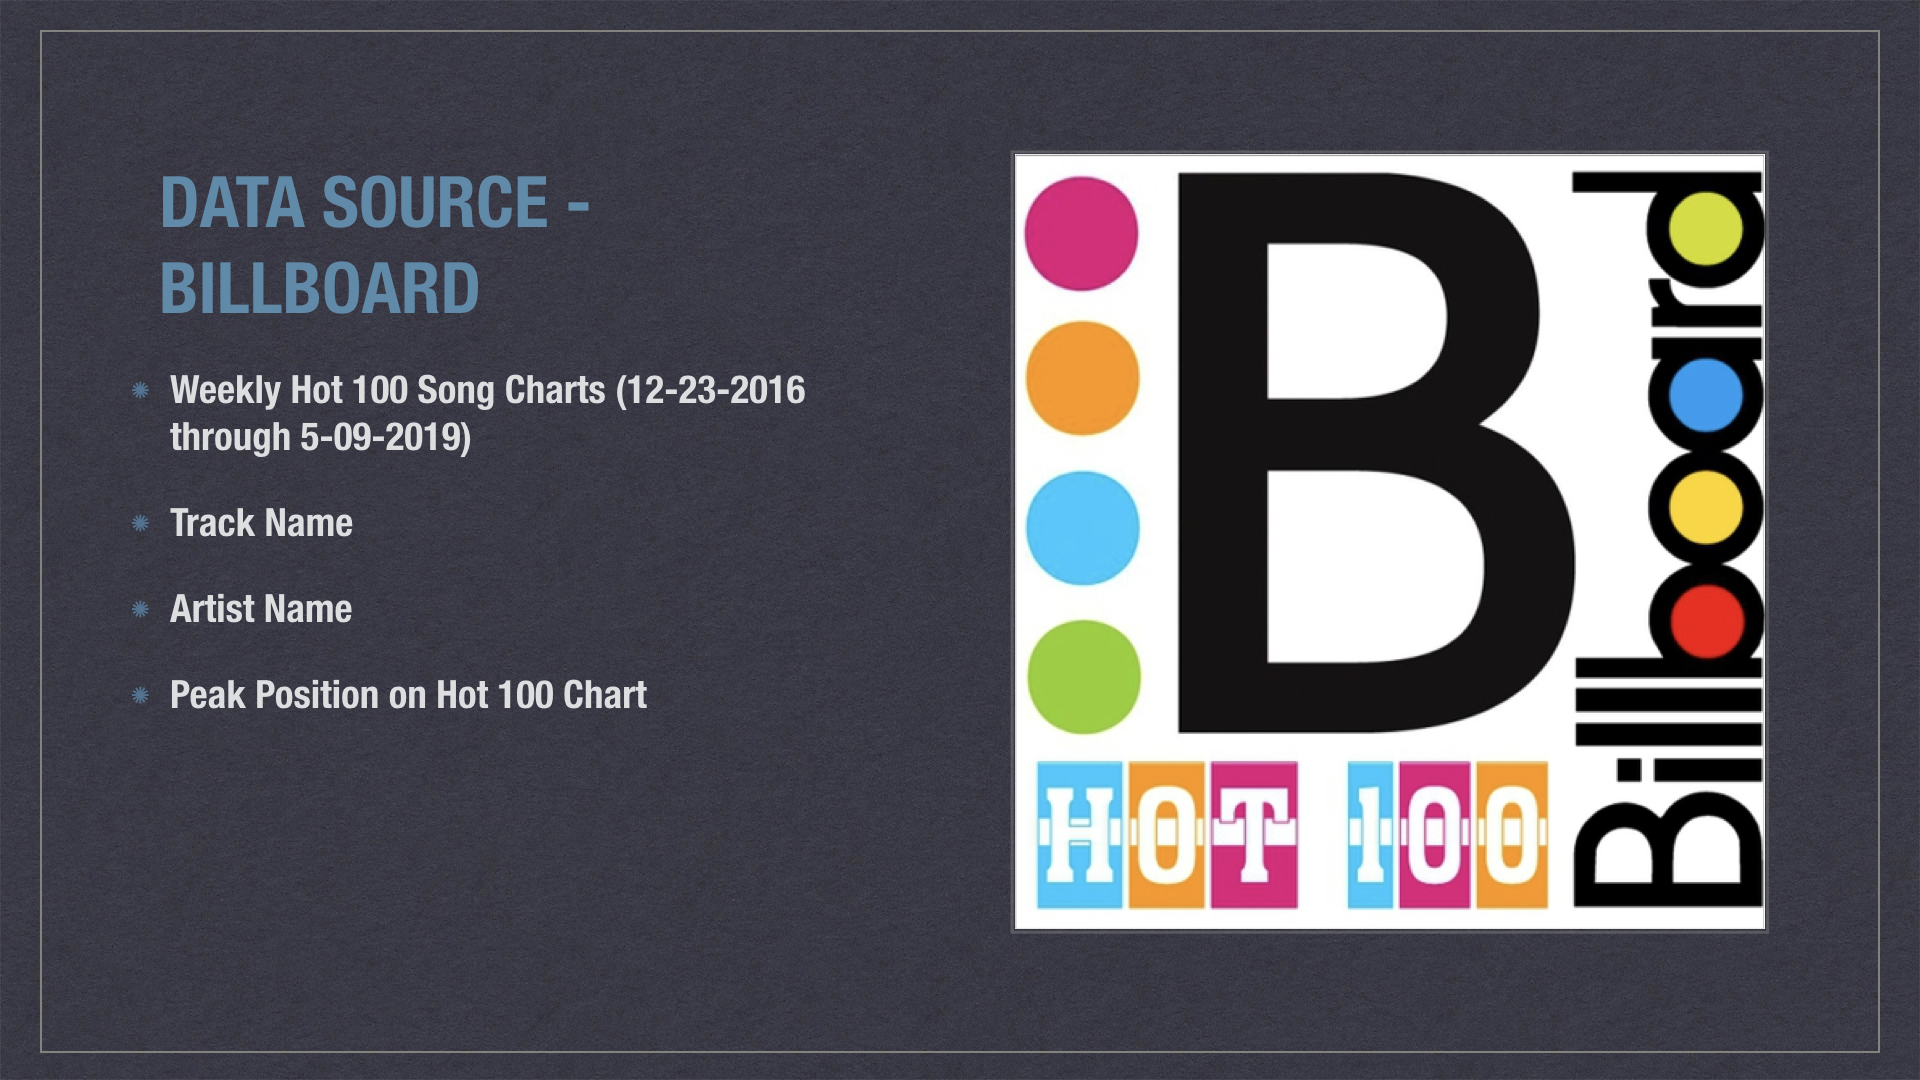 DATA SOURCE -
BILLBOARD
Weekly Hot 100 Song Charts (12-23-2016
through 5-09-2019)
Track Name
Artist Name
Peak Position on Hot 100 Chart
B
Billboard
HOT 100